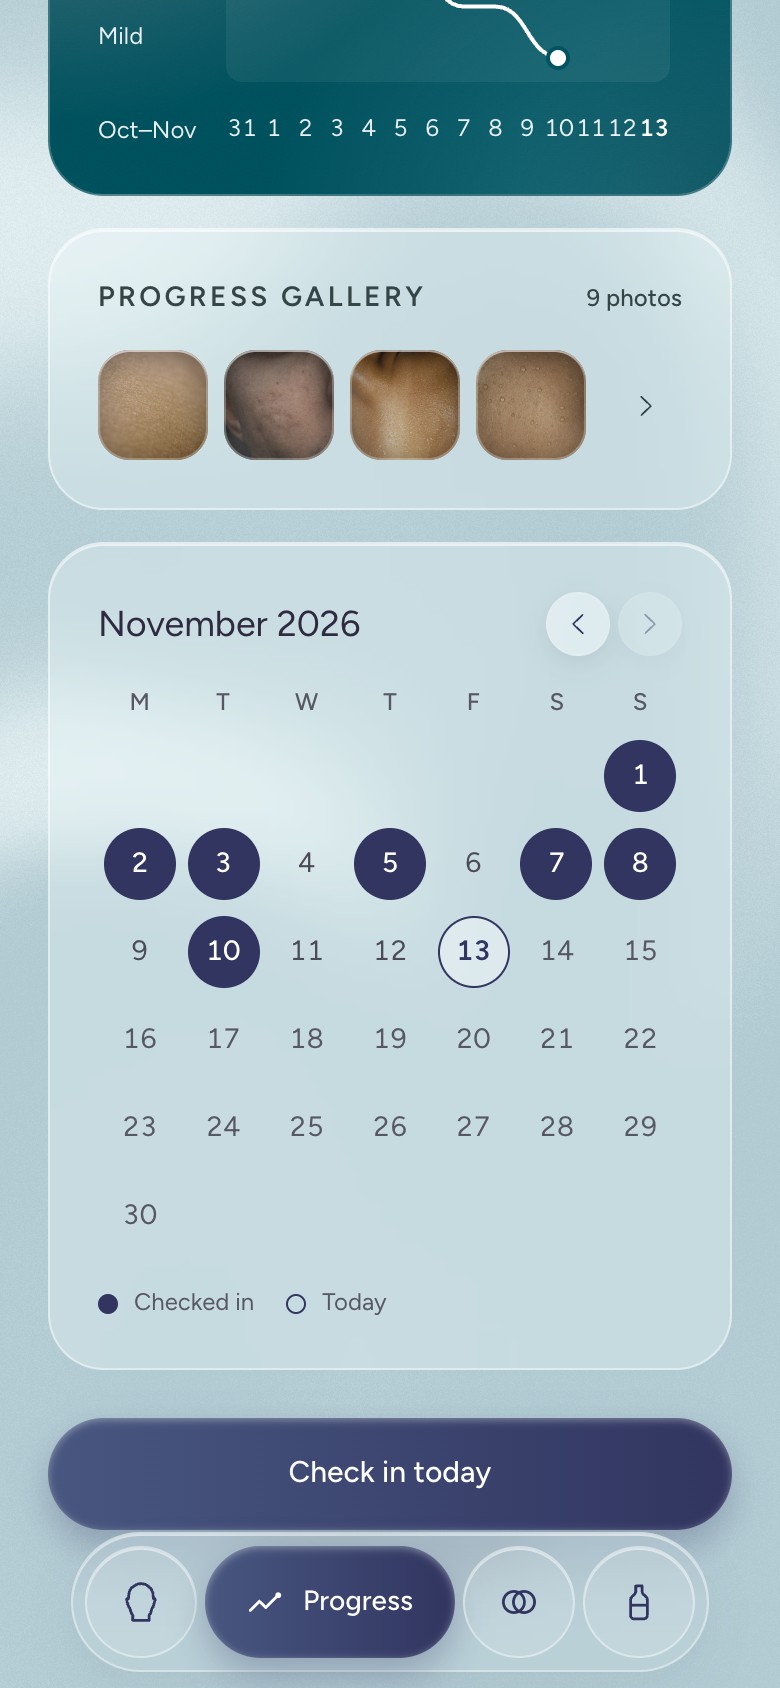 Mild
Oct–Nov 31 1 2 3 4 5 6 7 8 9 10 11 12 13
PROGRESS GALLERY 9 photos
November 2026
M T W T F S S
1
2 3 4 5 6 7 8
9 10 11 12 13 14 15
16 17 18 19 20 21 22
23 24 25 26 27 28 29
30
Checked in Today
Check in today
Progress